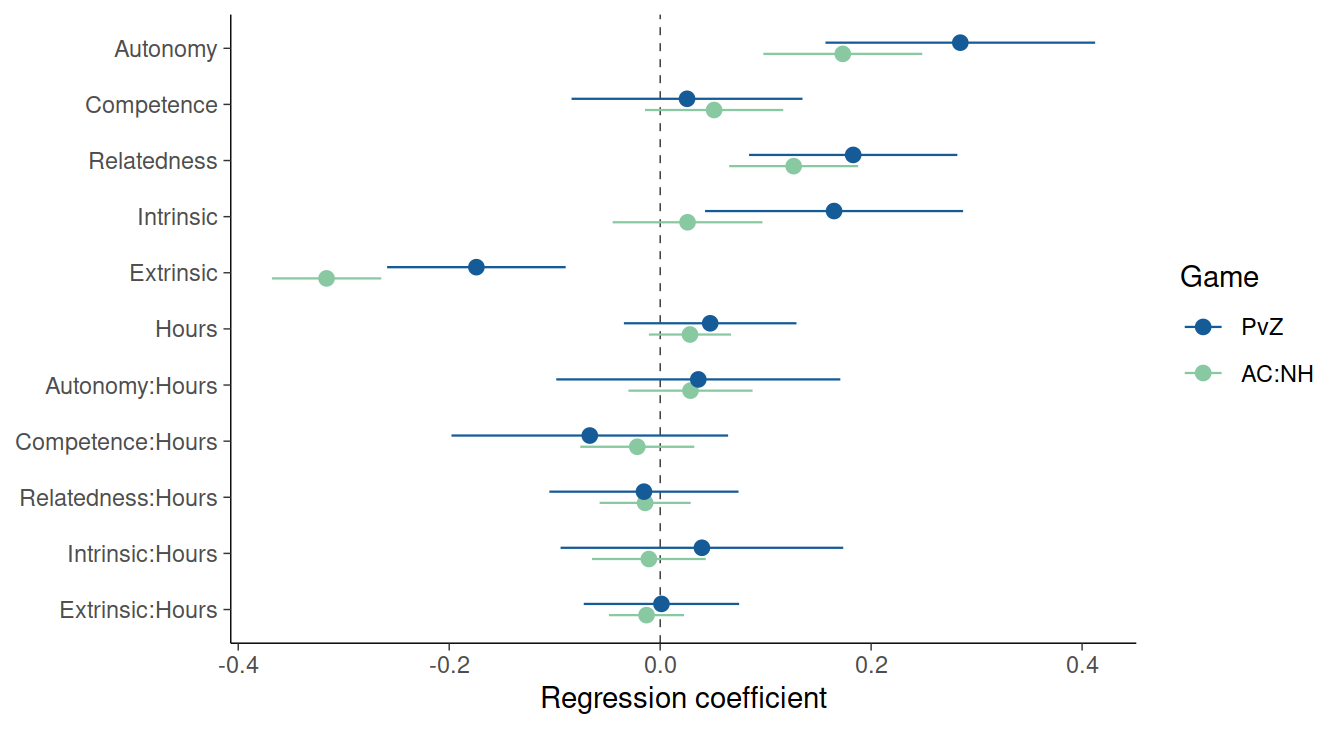 Autonomy
Competence
Relatedness
Intrinsic
Extrinsic
Hours
Autonomy:Hours
Competence:Hours
Relatedness:Hours
Intrinsic:Hours
Extrinsic:Hours
-0.4 -0.2 0.0 0.2 0.4
Regression coefficient
Game
PvZ
AC:NH